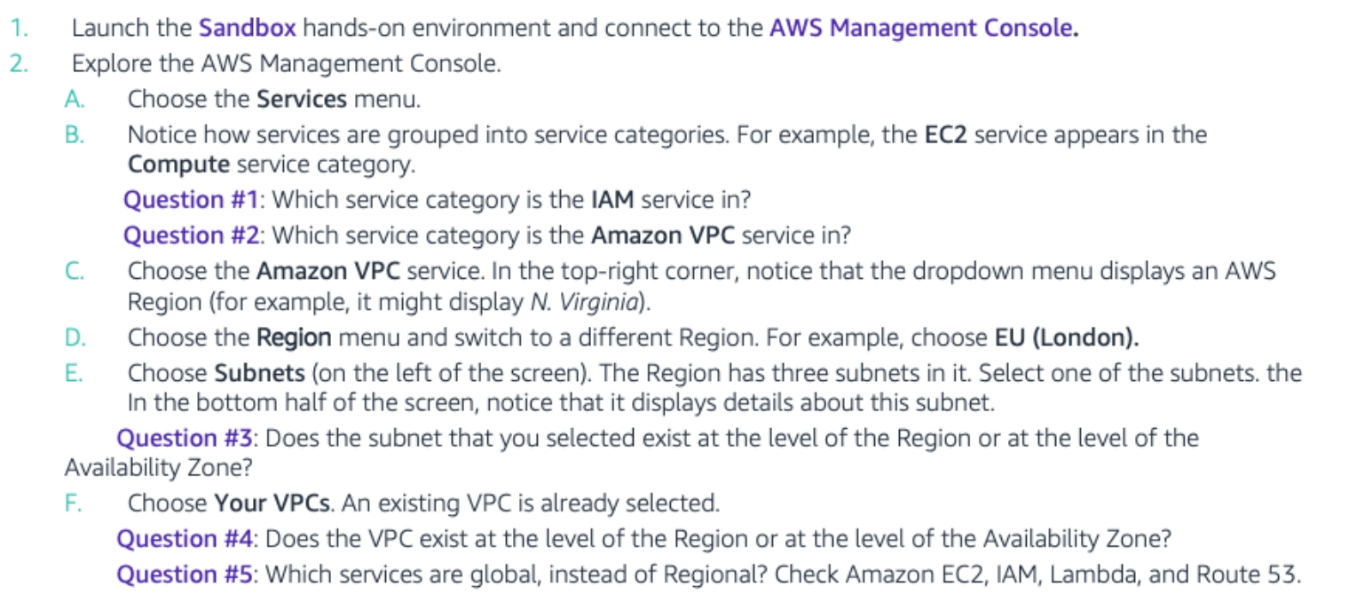 1. Launch the Sandbox hands-on environment and connect to the AWS Management Console.
2. Explore the AWS Management Console.
A. Choose the Services menu.
B. Notice how services are grouped into service categories. For example, the EC2 service appears in the
Compute service category.
Question #1: Which service category is the IAM service in?
Question #2: Which service category is the Amazon VPC service in?
C. Choose the Amazon VPC service. In the top-right corner, notice that the dropdown menu displays an AWS
Region (for example, it might display N. Virginia).
D. Choose the Region menu and switch to a different Region. For example, choose EU (London).
E. Choose Subnets (on the left of the screen). The Region has three subnets in it. Select one of the subnets. the
In the bottom half of the screen, notice that it displays details about this subnet.
Question #3: Does the subnet that you selected exist at the level of the Region or at the level of the
Availability Zone?
F. Choose Your VPCs. An existing VPC is already selected.
Question #4: Does the VPC exist at the level of the Region or at the level of the Availability Zone?
Question #5: Which services are global, instead of Regional? Check Amazon EC2, IAM, Lambda, and Route 53.